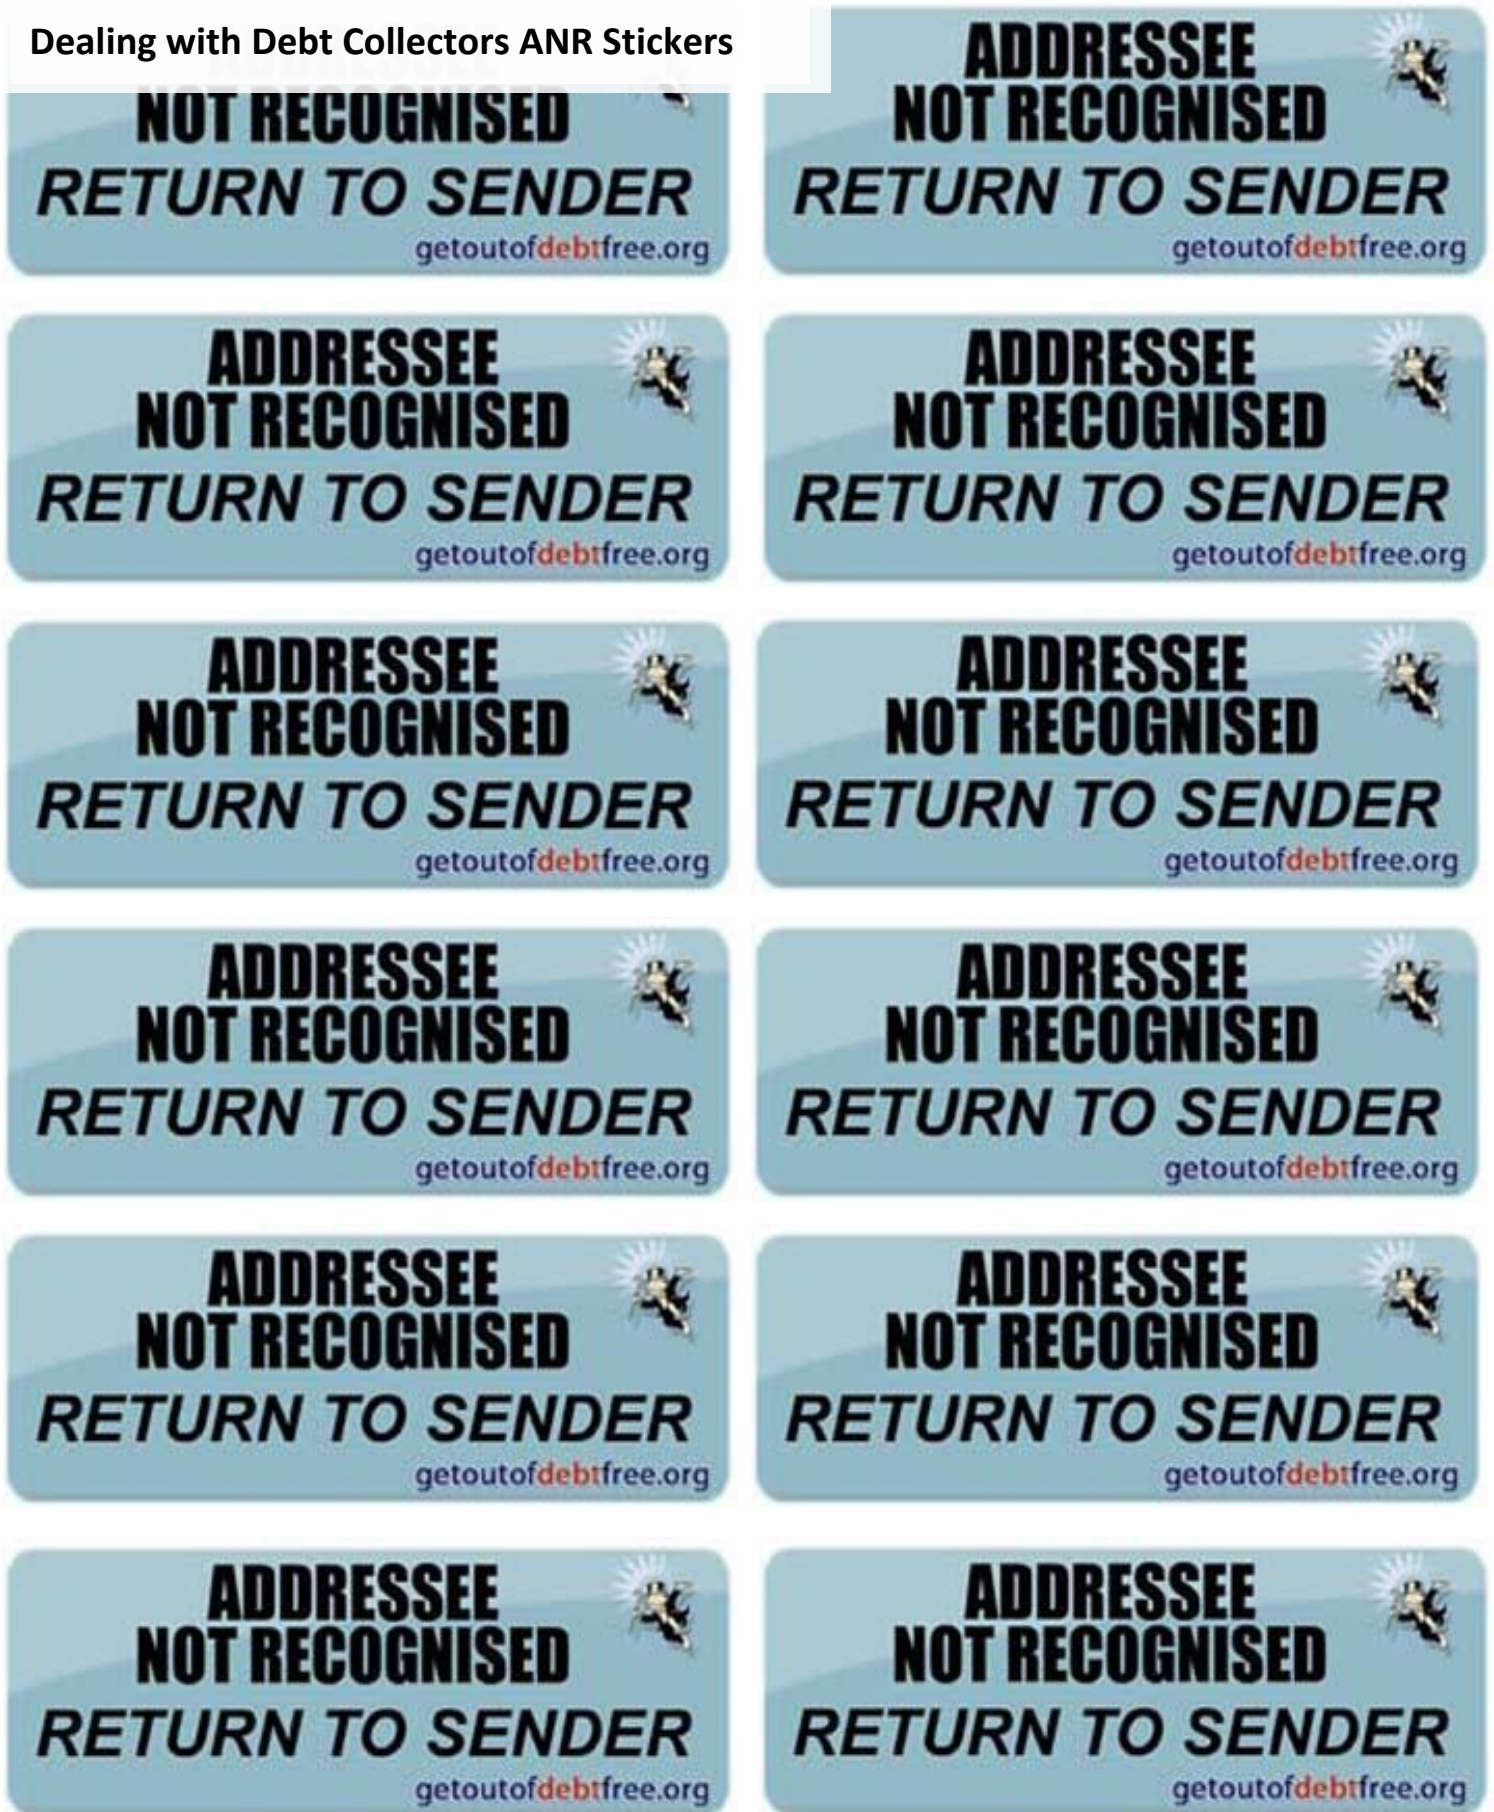 Dealing with Debt Collectors ANR Stickers
NOT RECOGNISED
RETURN TO SENDER
getoutofdebtfree.org
ADDRESSEE
NOT RECOGNISED
RETURN TO SENDER
getoutofdebtfree.org
ADDRESSEE
NOT RECOGNISED
RETURN TO SENDER
getoutofdebtfree.org
ADDRESSEE
NOT RECOGNISED
RETURN TO SENDER
getoutofdebtfree.org
ADDRESSEE
NOT RECOGNISED
RETURN TO SENDER
getoutofdebtfree.org
ADDRESSEE
NOT RECOGNISED
RETURN TO SENDER
getoutofdebtfree.org
ADDRESSEE
NOT RECOGNISED
RETURN TO SENDER
getoutofdebtfree.org
ADDRESSEE
NOT RECOGNISED
RETURN TO SENDER
getoutofdebtfree.org
ADDRESSEE
NOT RECOGNISED
RETURN TO SENDER
getoutofdebtfree.org
ADDRESSEE
NOT RECOGNISED
RETURN TO SENDER
getoutofdebtfree.org
ADDRESSEE
NOT RECOGNISED
RETURN TO SENDER
getoutofdebtfree.org
ADDRESSEE
NOT RECOGNISED
RETURN TO SENDER
getoutofdebtfree.org